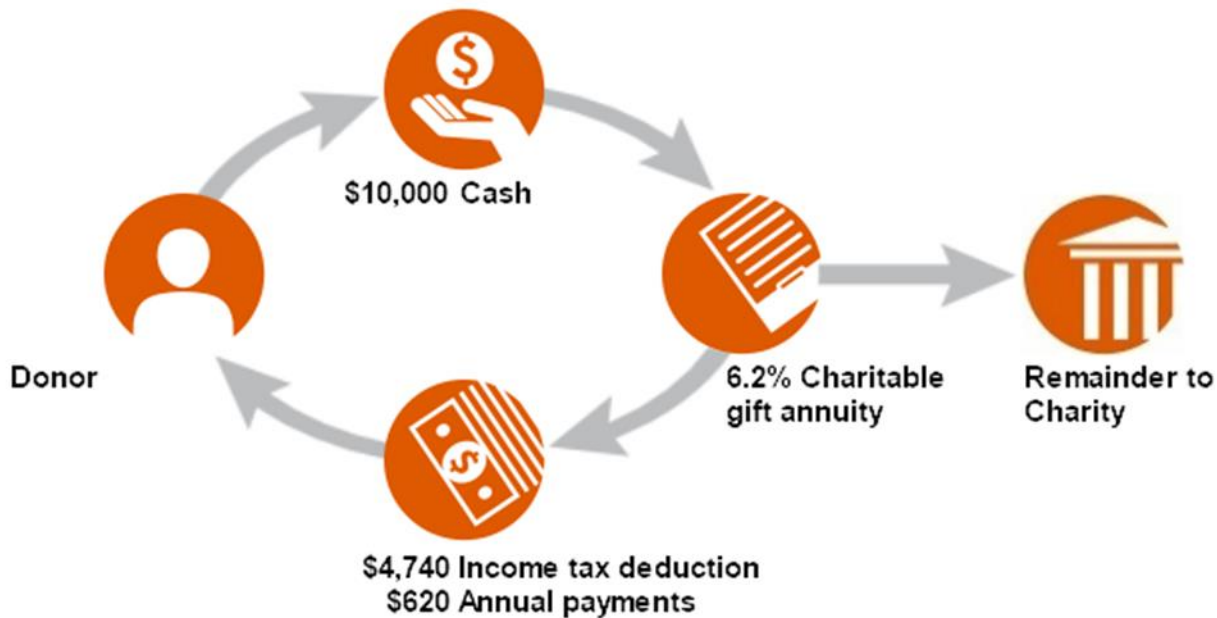 $10,000 Cash
Donor
6.2% Charitable
gift annuity
Remainder to
Charity
$4,740 Income tax deduction
$620 Annual payments